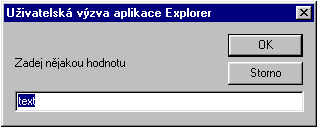 Uživatelská výzva aplikace Explorer
OK
Zadej nějakou hodnotu
Storno
text